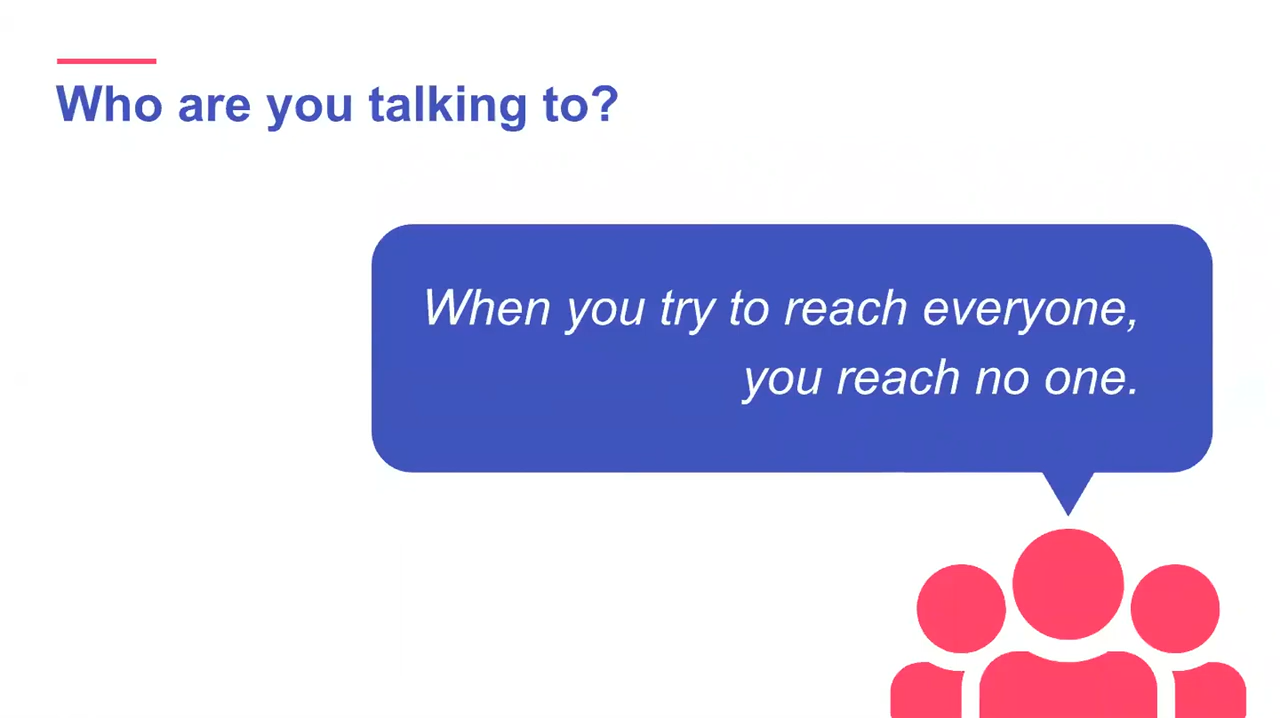 Who are you talking to?
When you try to reach everyone,
you reach no one.